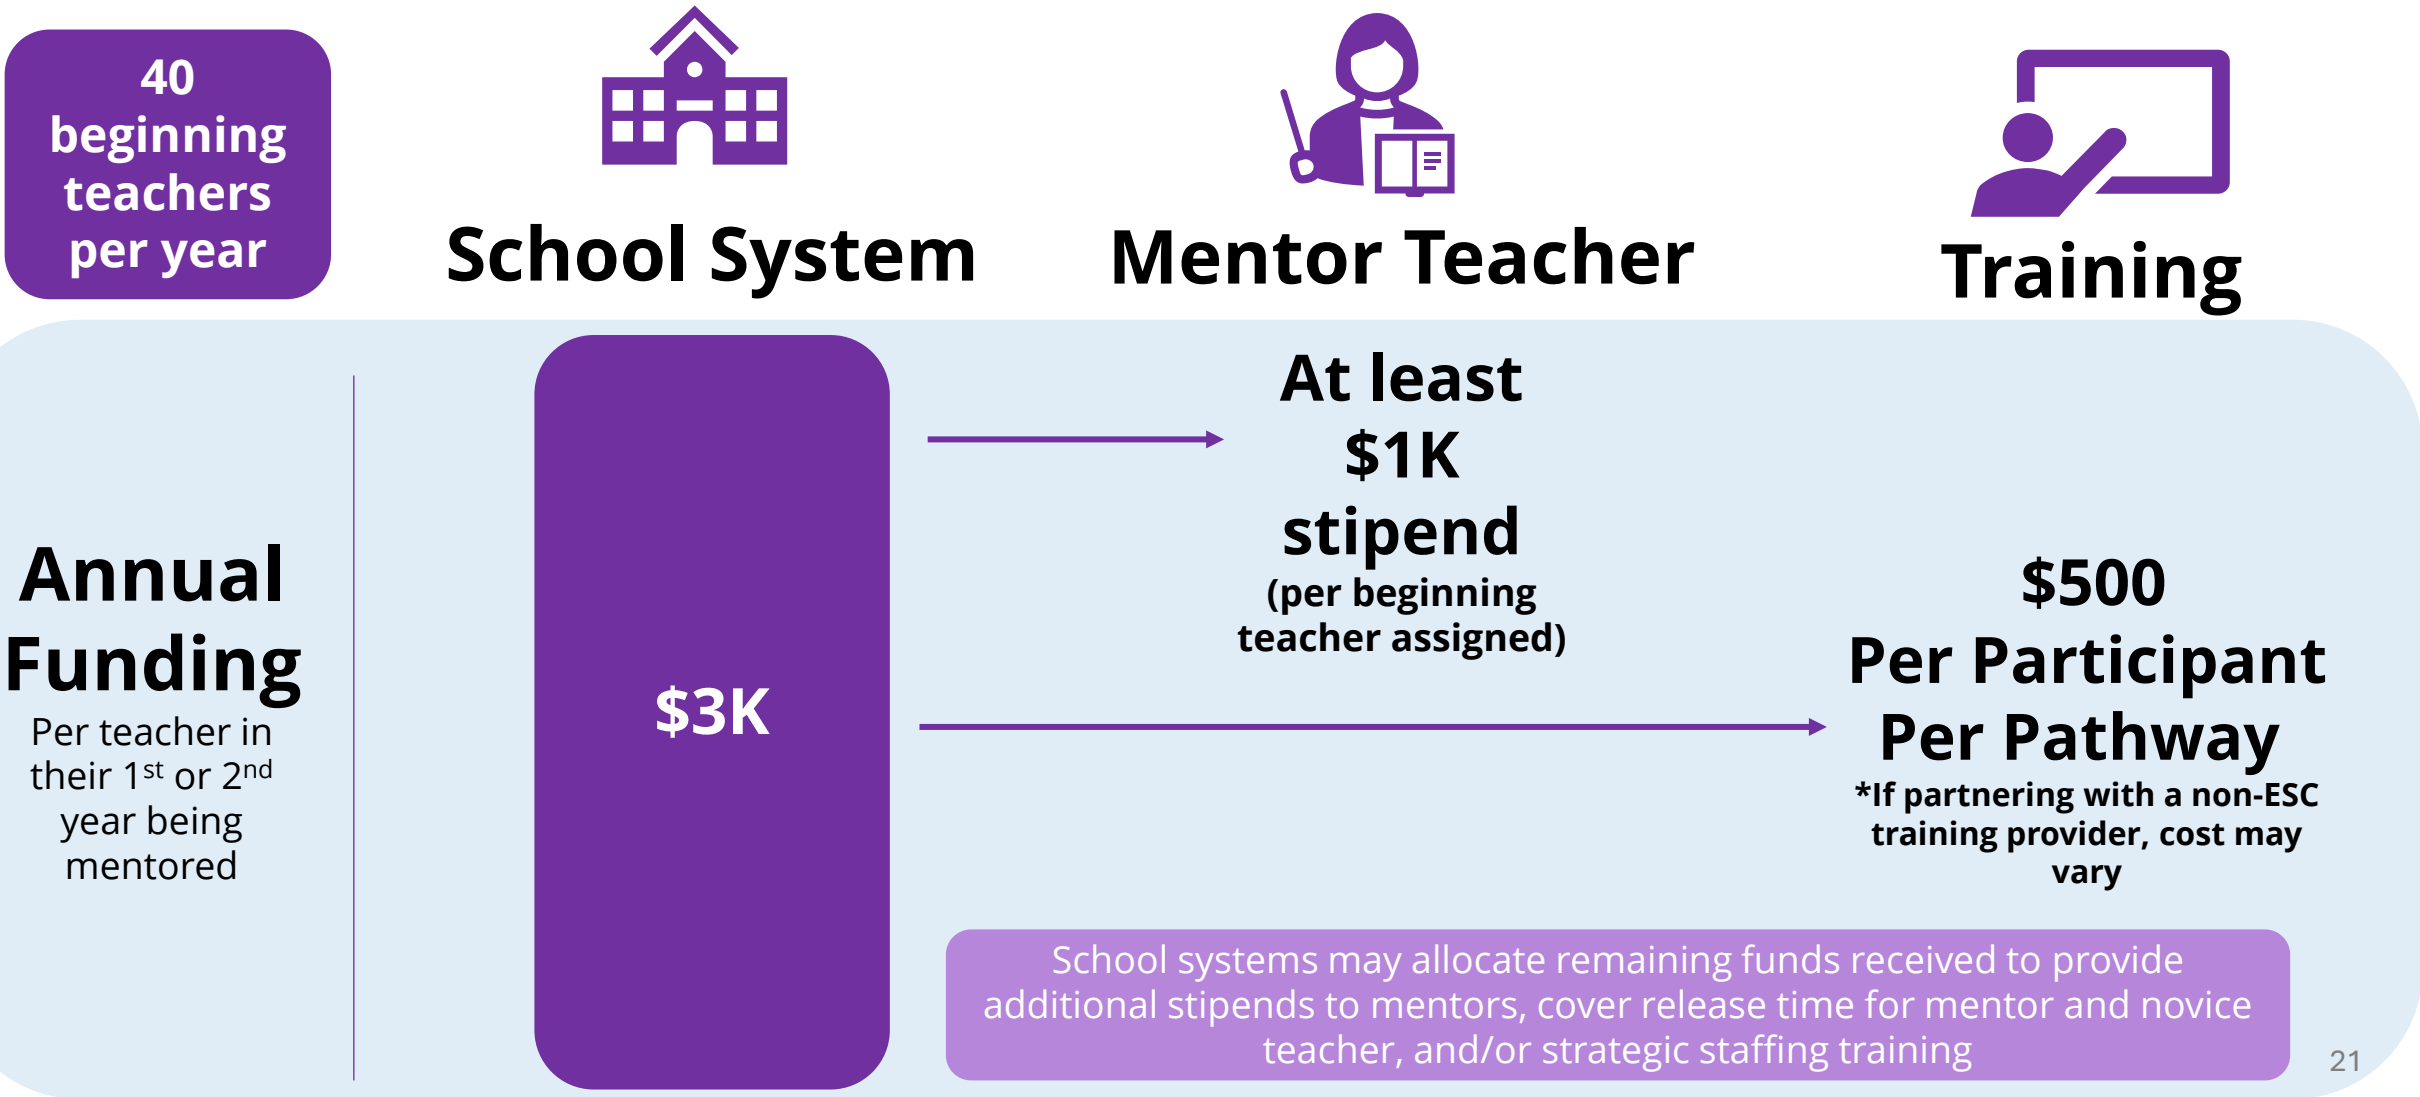 40
beginning
teachers
per year
School System
Mentor Teacher
Training
Annual
Funding
Per teacher in
their 1st or 2nd
year being
mentored
$3K
At least
$1K
stipend
(per beginning
teacher assigned)
$500
Per Participant
Per Pathway
*If partnering with a non-ESC
training provider, cost may
vary
School systems may allocate remaining funds received to provide
additional stipends to mentors, cover release time for mentor and novice
teacher, and/or strategic staffing training
21